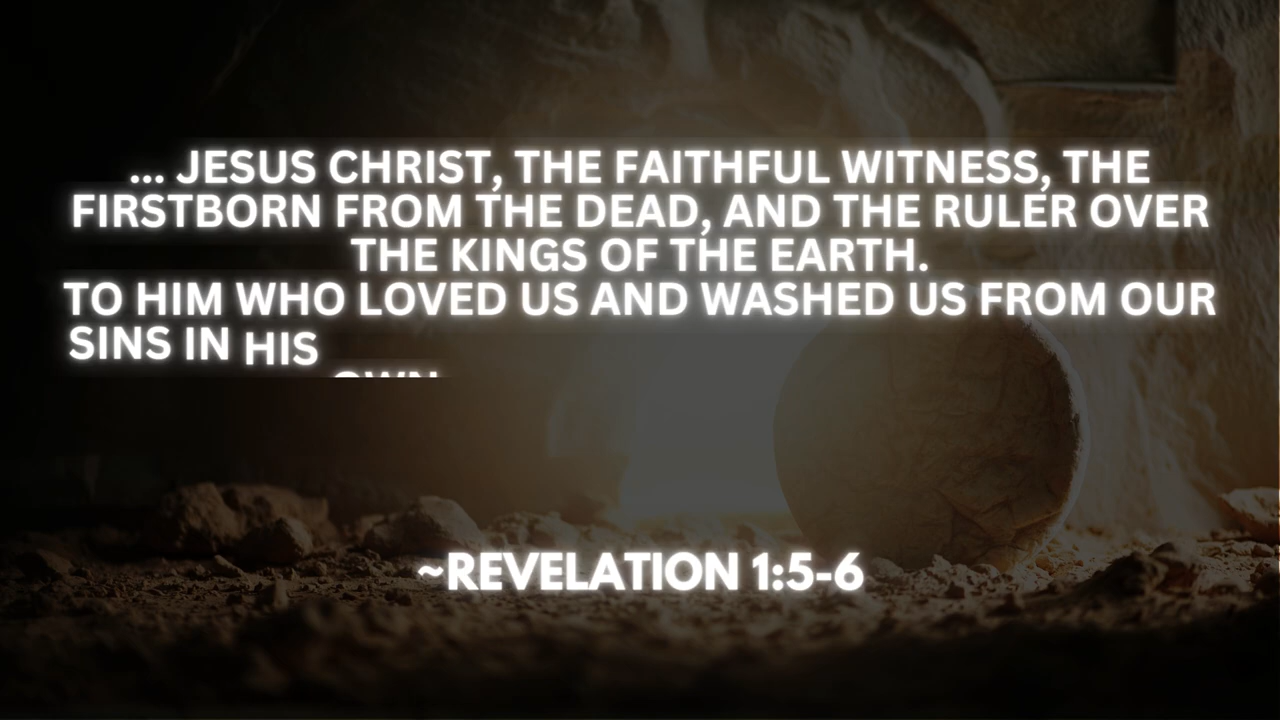 ... JESUS CHRIST, THE FAITHFUL WITNESS, THE
FIRSTBORN FROM THE DEAD, AND THE RULER OVER
THE KINGS OF THE EARTH.
TO HIM WHO LOVED US AND WASHED US FROM OUR
SINS IN HIS
~REVELATION 1:5-6